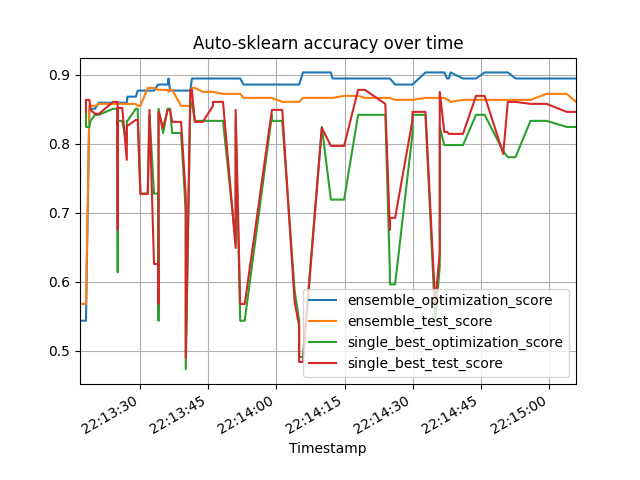 Auto-sklearn accuracy over time
0.9
0.8
0.7
0.6
0.5
ensemble_optimization_score
ensemble_test_score
single_best_optimization_score
single_best_test_score
22:13:30
22:13:45
22:14:00
22:14:15
22:14:30
22:14:45
22:15:00
Timestamp